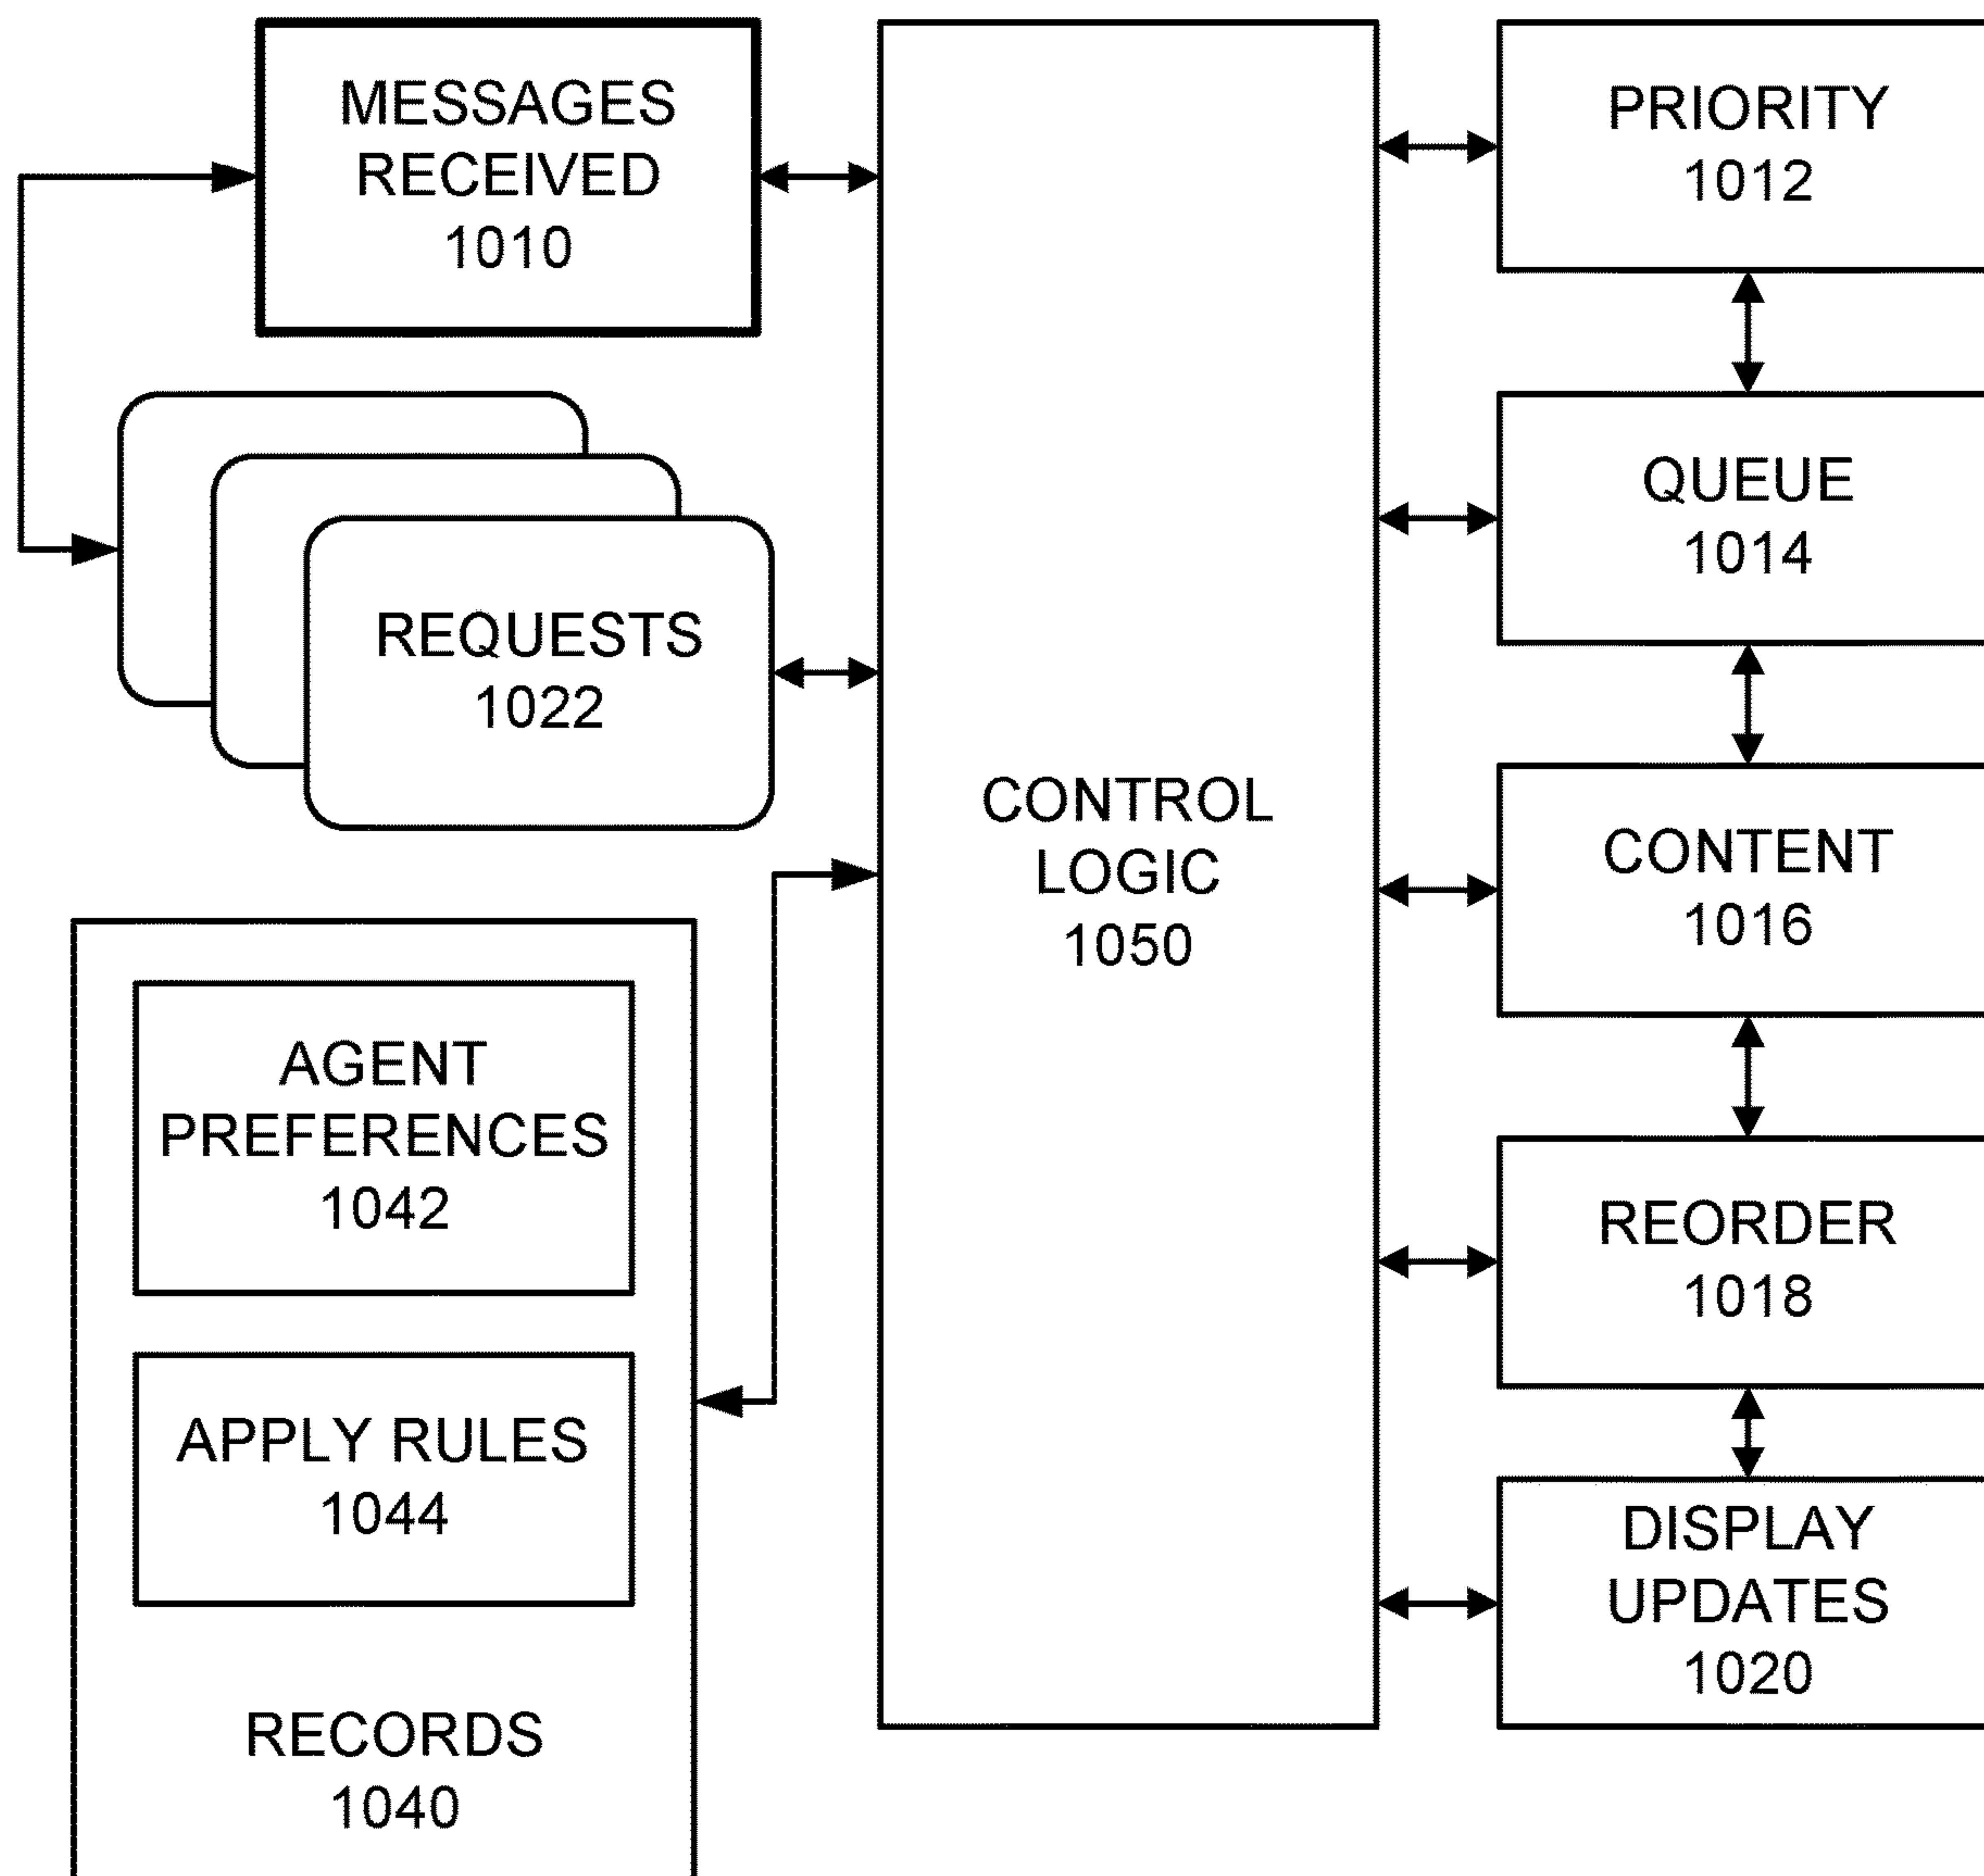 MESSAGES
RECEIVED
1010
REQUESTS
1022
AGENT
PREFERENCES
1042
APPLY RULES
1044
RECORDS
1040
CONTROL
LOGIC
1050
PRIORITY
1012
QUEUE
1014
CONTENT
1016
REORDER
1018
DISPLAY
UPDATES
1020